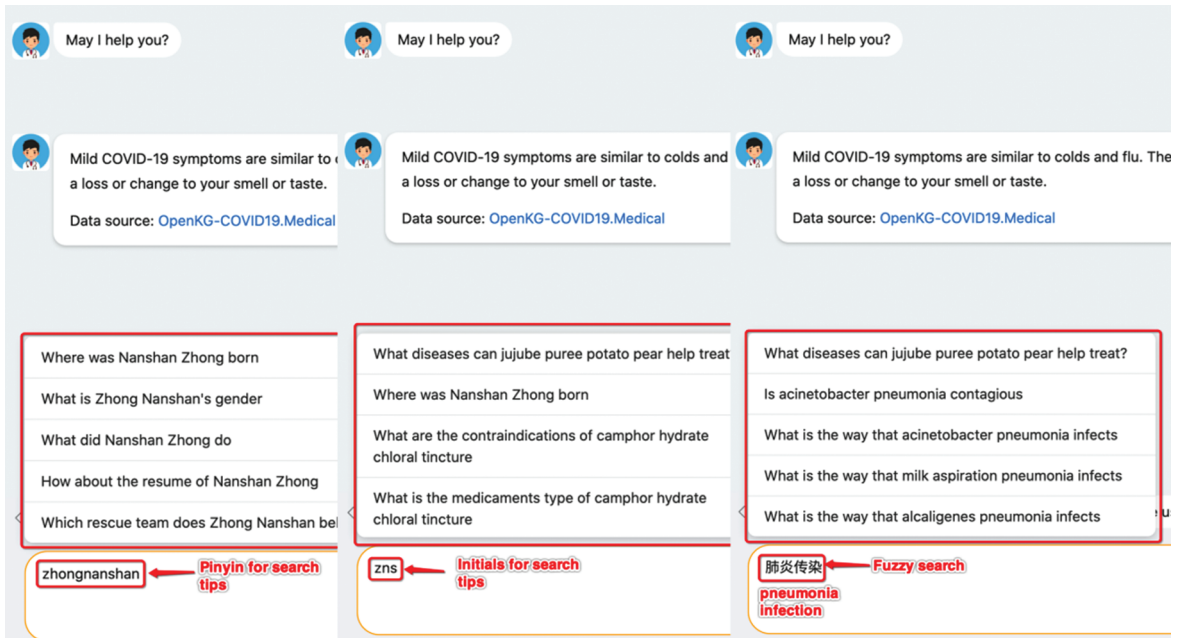 May I help you?
Mild COVID-19 symptoms are similar to c
a loss or change to your smell or taste.
Data source: OpenKG-COVID19.Medical
Where was Nanshan Zhong born
What is Zhong Nanshan's gender
What did Nanshan Zhong do
How about the resume of Nanshan Zhong
Which rescue team does Zhong Nanshan bel
zhongnanshan
Pinyin for search
tips
May I help you?
Mild COVID-19 symptoms are similar to colds and
a loss or change to your smell or taste.
Data source: OpenKG-COVID19.Medical
What diseases can jujube puree potato pear help treat
Where was Nanshan Zhong born
What are the contraindications of camphor hydrate
chloral tincture
What is the medicaments type of camphor hydrate
chloral tincture
zns
Initials for search
tips
May I help you?
Mild COVID-19 symptoms are similar to colds and flu. The
a loss or change to your smell or taste.
Data source: OpenKG-COVID19.Medical
What diseases can jujube puree potato pear help treat?
Is acinetobacter pneumonia contagious
What is the way that acinetobacter pneumonia infects
What is the way that milk aspiration pneumonia infects
What is the way that alcaligenes pneumonia infects
肺炎传染
Fuzzy search
pneumonia
infection